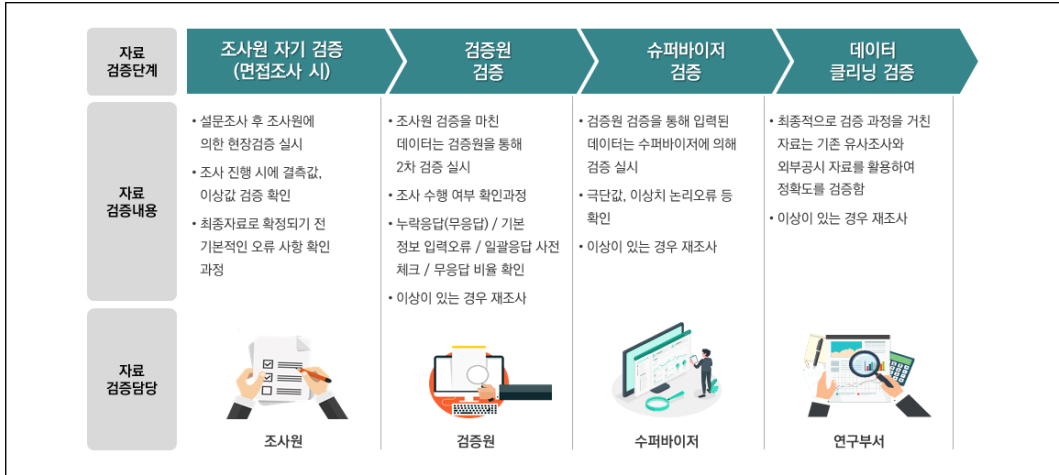 자료
검증단계
조사원 자기 검증
(면접조사 시)
검증원
검증
슈퍼바이저
검증
데이터
클리닝 검증
자료
검증내용
• 설문조사 후 조사원에
의한 현장검증 실시
• 조사 진행 시에 결측값,
이상값 검증 확인
• 최종자료로 확정되기 전
기본적인 오류 사항 확인
과정
• 조사원 검증을 마친
데이터는 검증원을 통해
2차 검증 실시
• 조사 수행 여부 확인과정
• 누락응답(무응답) / 기본
정보 입력오류 / 일괄응답 사전
체크 / 무응답 비율 확인
• 이상이 있는 경우 재조사
• 검증원 검증을 통해 입력된
데이터는 수퍼바이저에 의해
검증 실시
• 극단값, 이상치 논리오류 등
확인
• 이상이 있는 경우 재조사
• 최종적으로 검증 과정을 거친
자료는 기존 유사조사와
외부공시 자료를 활용하여
정확도를 검증함
• 이상이 있는 경우 재조사
자료
검증담당
조사원
검증원
수퍼바이저
연구부서